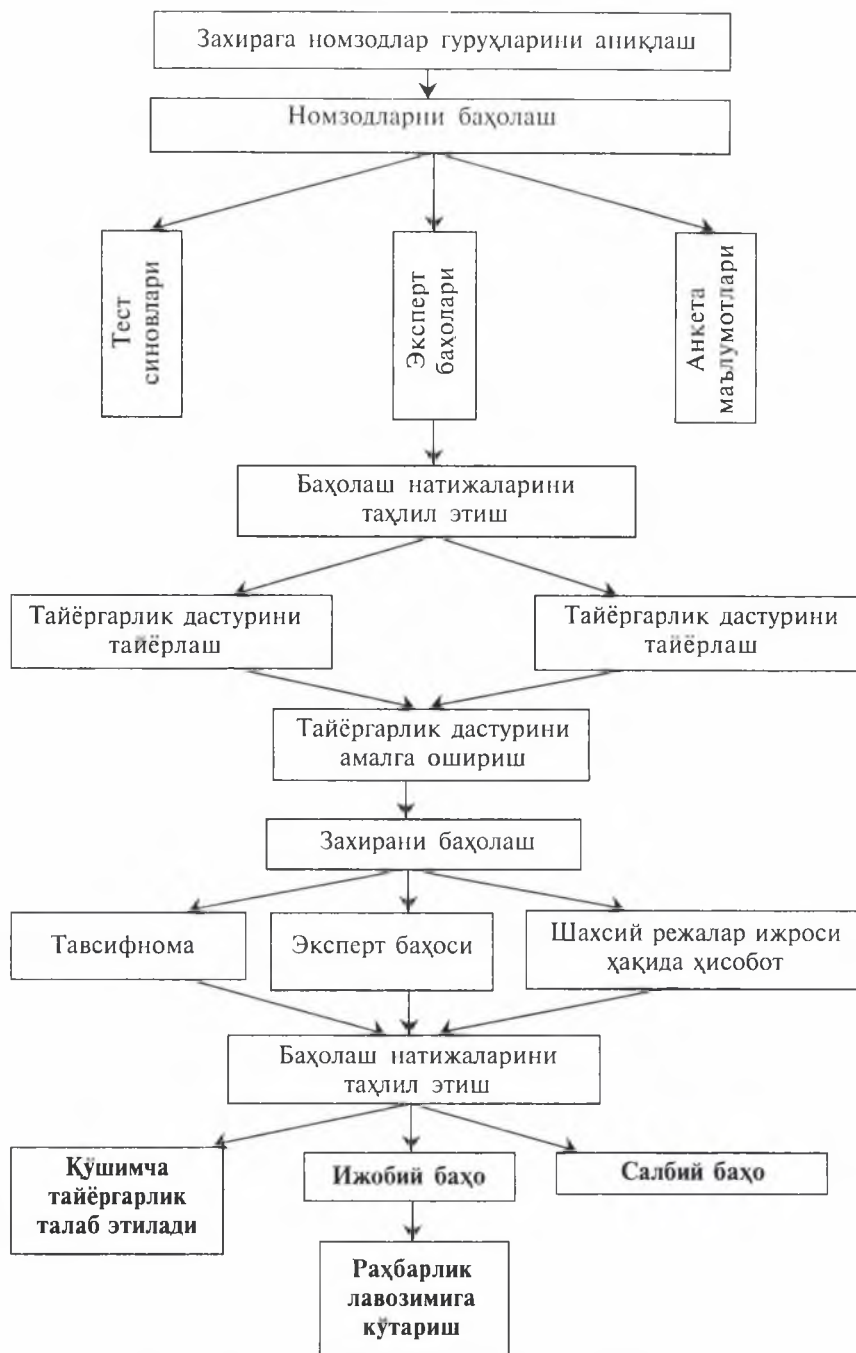 Захирага номзодлар гуруҳларини аниқлаш
Номзодларни баҳолаш
Тест
синовлари
Эксперт
баҳолари
Анкета
маълумотлари
Баҳолаш натижаларини
таҳлил этиш
Тайёргарлик дастурини
тайёрлаш
Тайёргарлик дастурини
тайёрлаш
Тайёргарлик дастурини
амалга ошириш
Захирани баҳолаш
Тавсифнома
Эксперт баҳоси
Шахсий режалар ижроси
ҳақида ҳисобот
Баҳолаш натижаларини
таҳлил этиш
Қўшимча
тайёргарлик
талаб этилади
Ижобий баҳо
Салбий баҳо
Раҳбарлик
лавозимига
кўтариш